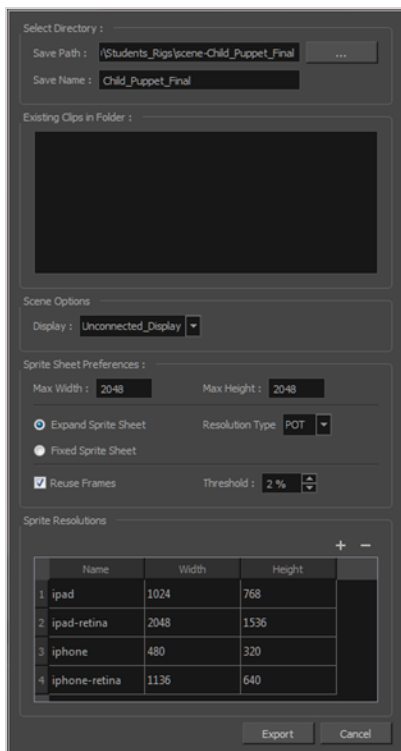 Select Directory :
Save Path : \Students_Rigs\scene-Child_Puppet_Final ...
Save Name : Child_Puppet_Final
Existing Clips in Folder :
Scene Options
Display : Unconnected_Display
Sprite Sheet Preferences :
Max Width : 2048 Max Height : 2048
Expand Sprite Sheet Resolution Type POT
Fixed Sprite Sheet
Reuse Frames Threshold : 2 %
Sprite Resolutions
+ −
Name Width Height
1 ipad 1024 768
2 ipad-retina 2048 1536
3 iphone 480 320
4 iphone-retina 1136 640
Export Cancel